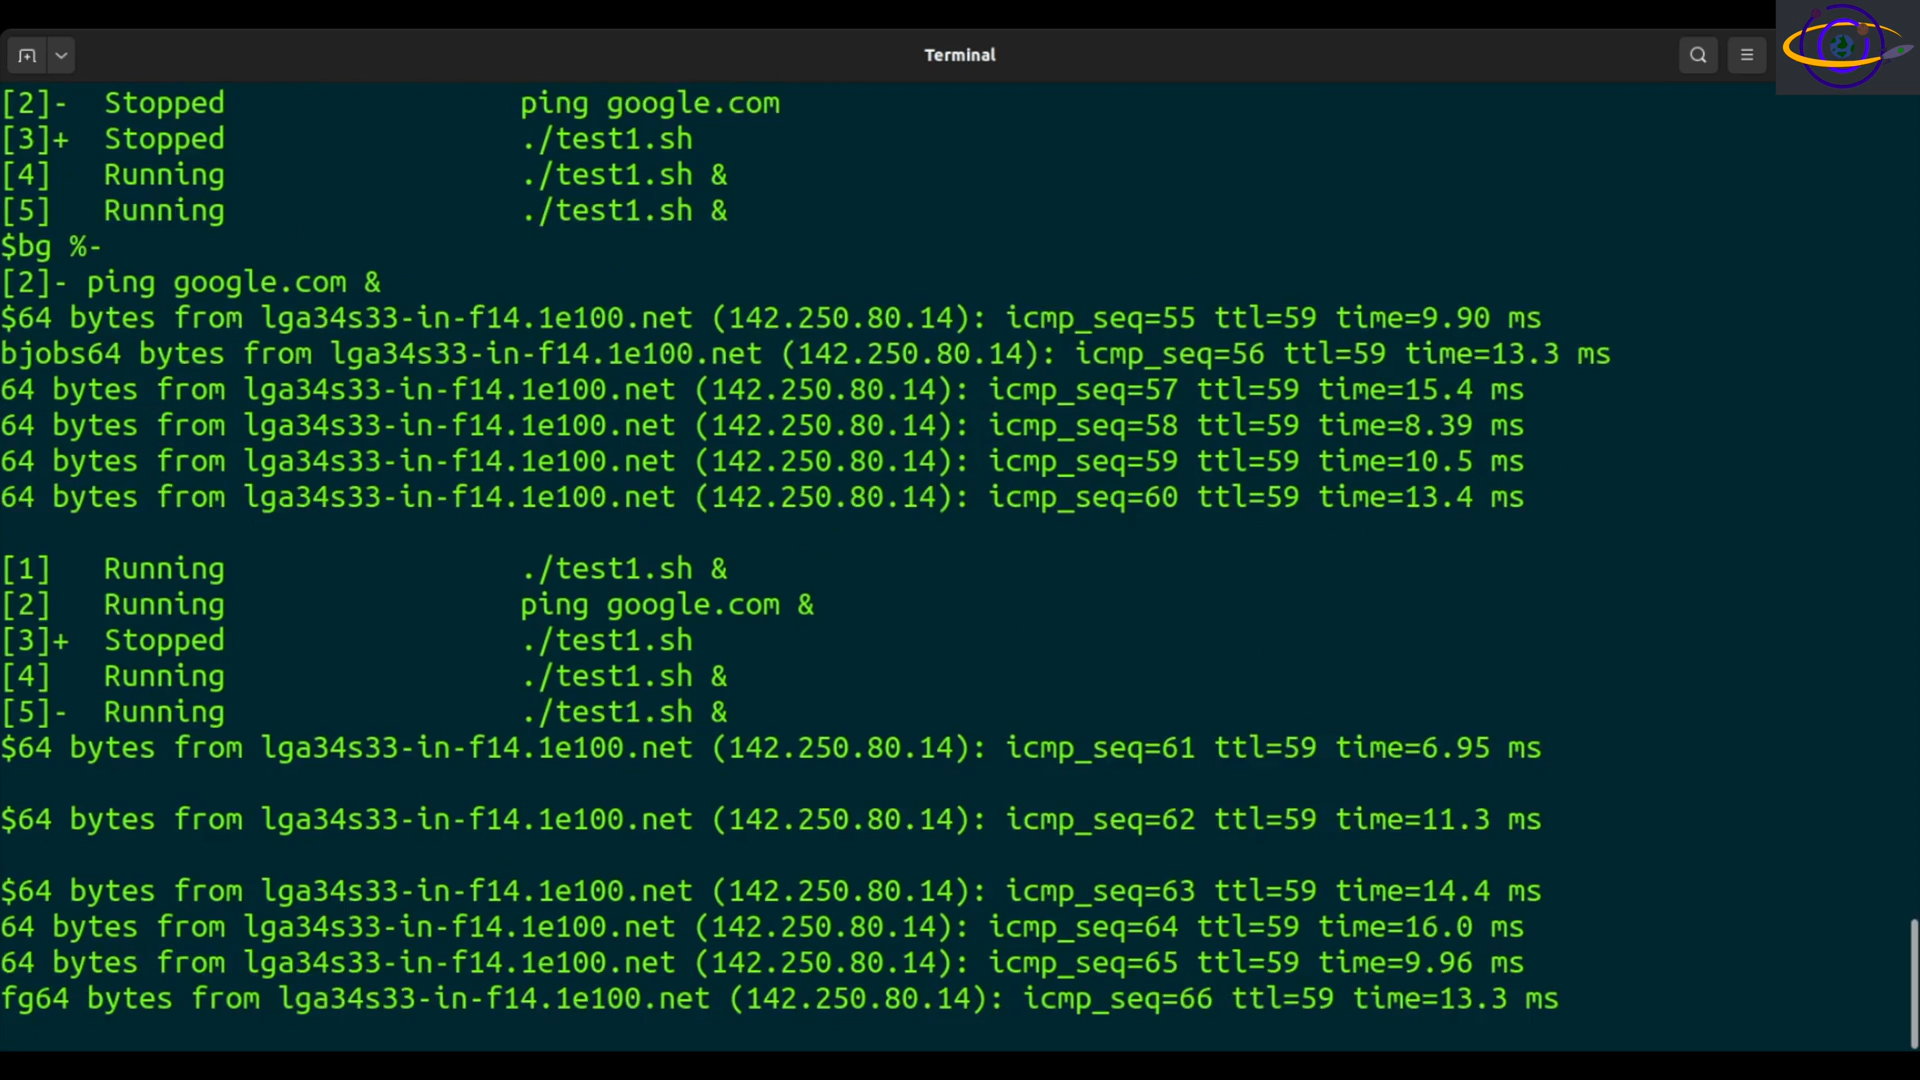 Terminal
[2]-  Stopped                 ping google.com
[3]+  Stopped                 ./test1.sh
[4]   Running                 ./test1.sh &
[5]   Running                 ./test1.sh &
$bg %-
[2]- ping google.com &
$64 bytes from lga34s33-in-f14.1e100.net (142.250.80.14): icmp_seq=55 ttl=59 time=9.90 ms
bjobs64 bytes from lga34s33-in-f14.1e100.net (142.250.80.14): icmp_seq=56 ttl=59 time=13.3 ms
64 bytes from lga34s33-in-f14.1e100.net (142.250.80.14): icmp_seq=57 ttl=59 time=15.4 ms
64 bytes from lga34s33-in-f14.1e100.net (142.250.80.14): icmp_seq=58 ttl=59 time=8.39 ms
64 bytes from lga34s33-in-f14.1e100.net (142.250.80.14): icmp_seq=59 ttl=59 time=10.5 ms
64 bytes from lga34s33-in-f14.1e100.net (142.250.80.14): icmp_seq=60 ttl=59 time=13.4 ms
[1]   Running                 ./test1.sh &
[2]   Running                 ping google.com &
[3]+  Stopped                 ./test1.sh
[4]   Running                 ./test1.sh &
[5]-  Running                 ./test1.sh &
$64 bytes from lga34s33-in-f14.1e100.net (142.250.80.14): icmp_seq=61 ttl=59 time=6.95 ms
$64 bytes from lga34s33-in-f14.1e100.net (142.250.80.14): icmp_seq=62 ttl=59 time=11.3 ms
$64 bytes from lga34s33-in-f14.1e100.net (142.250.80.14): icmp_seq=63 ttl=59 time=14.4 ms
64 bytes from lga34s33-in-f14.1e100.net (142.250.80.14): icmp_seq=64 ttl=59 time=16.0 ms
64 bytes from lga34s33-in-f14.1e100.net (142.250.80.14): icmp_seq=65 ttl=59 time=9.96 ms
fg64 bytes from lga34s33-in-f14.1e100.net (142.250.80.14): icmp_seq=66 ttl=59 time=13.3 ms